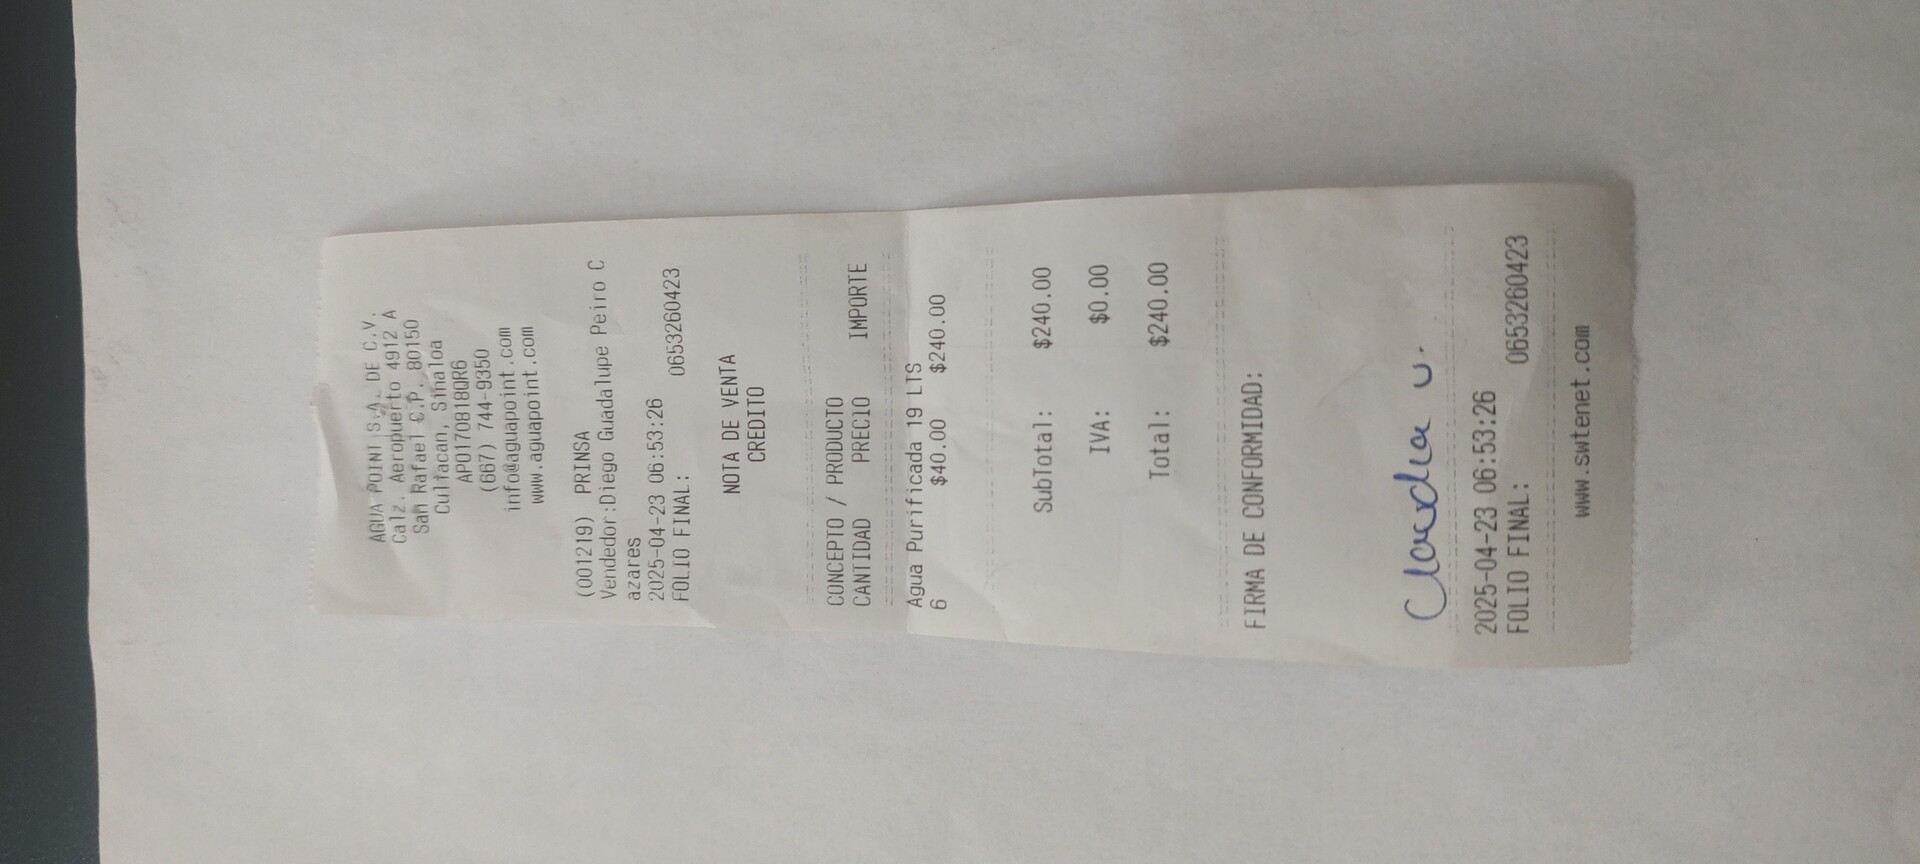 AGUA POINT S.A. DE C.V.
Calz. Aeropuerto 4912 A
San Rafael C.P. 80150
Culiacan, Sinaloa
APO170818QR6
(667) 744-9350
info@aguapoint.com
www.aguapoint.com
(001219) PRINSA
Vendedor:Diego Guadalupe Peiro C
azares
2025-04-23 06:53:26
FOLIO FINAL: 0653260423
NOTA DE VENTA
CREDITO
CONCEPTO / PRODUCTO
CANTIDAD PRECIO IMPORTE
Agua Purificada 19 LTS
6 $40.00 $240.00
SubTotal: $240.00
IVA: $0.00
Total: $240.00
FIRMA DE CONFORMIDAD:
Claudia U.
2025-04-23 06:53:26
FOLIO FINAL: 0653260423
www.swtenet.com